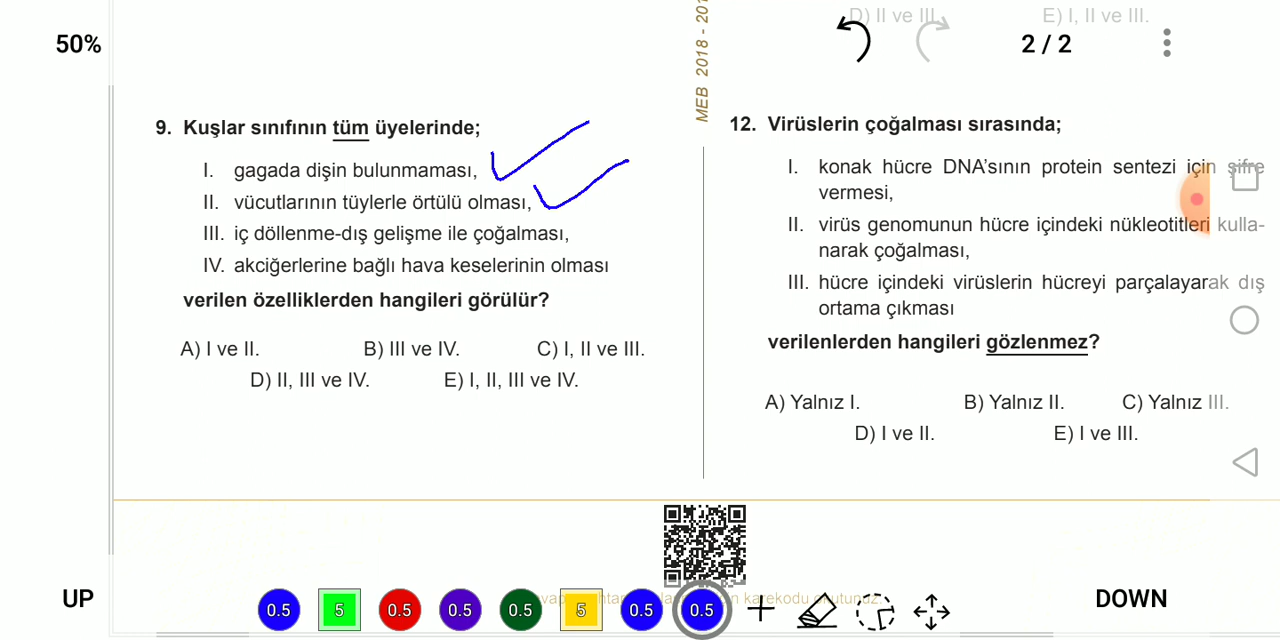 50%
D) II ve III.
E) I, II ve III.
2 / 2
MEB 2018 - 201
9. Kuşlar sınıfının tüm üyelerinde;
I. gagada dişin bulunmaması,
II. vücutlarının tüylerle örtülü olması,
III. iç döllenme-dış gelişme ile çoğalması,
IV. akciğerlerine bağlı hava keselerinin olması
verilen özelliklerden hangileri görülür?
A) I ve II. B) III ve IV. C) I, II ve III.
D) II, III ve IV. E) I, II, III ve IV.
12. Virüslerin çoğalması sırasında;
I. konak hücre DNA’sının protein sentezi için şifre
vermesi,
II. virüs genomunun hücre içindeki nükleotitleri kulla-
narak çoğalması,
III. hücre içindeki virüslerin hücreyi parçalayarak dış
ortama çıkması
verilenlerden hangileri gözlenmez?
A) Yalnız I. B) Yalnız II. C) Yalnız III.
D) I ve II. E) I ve III.
karekodu okutunuz.
UP
0.5 5 0.5 0.5 0.5 5 0.5 0.5
DOWN